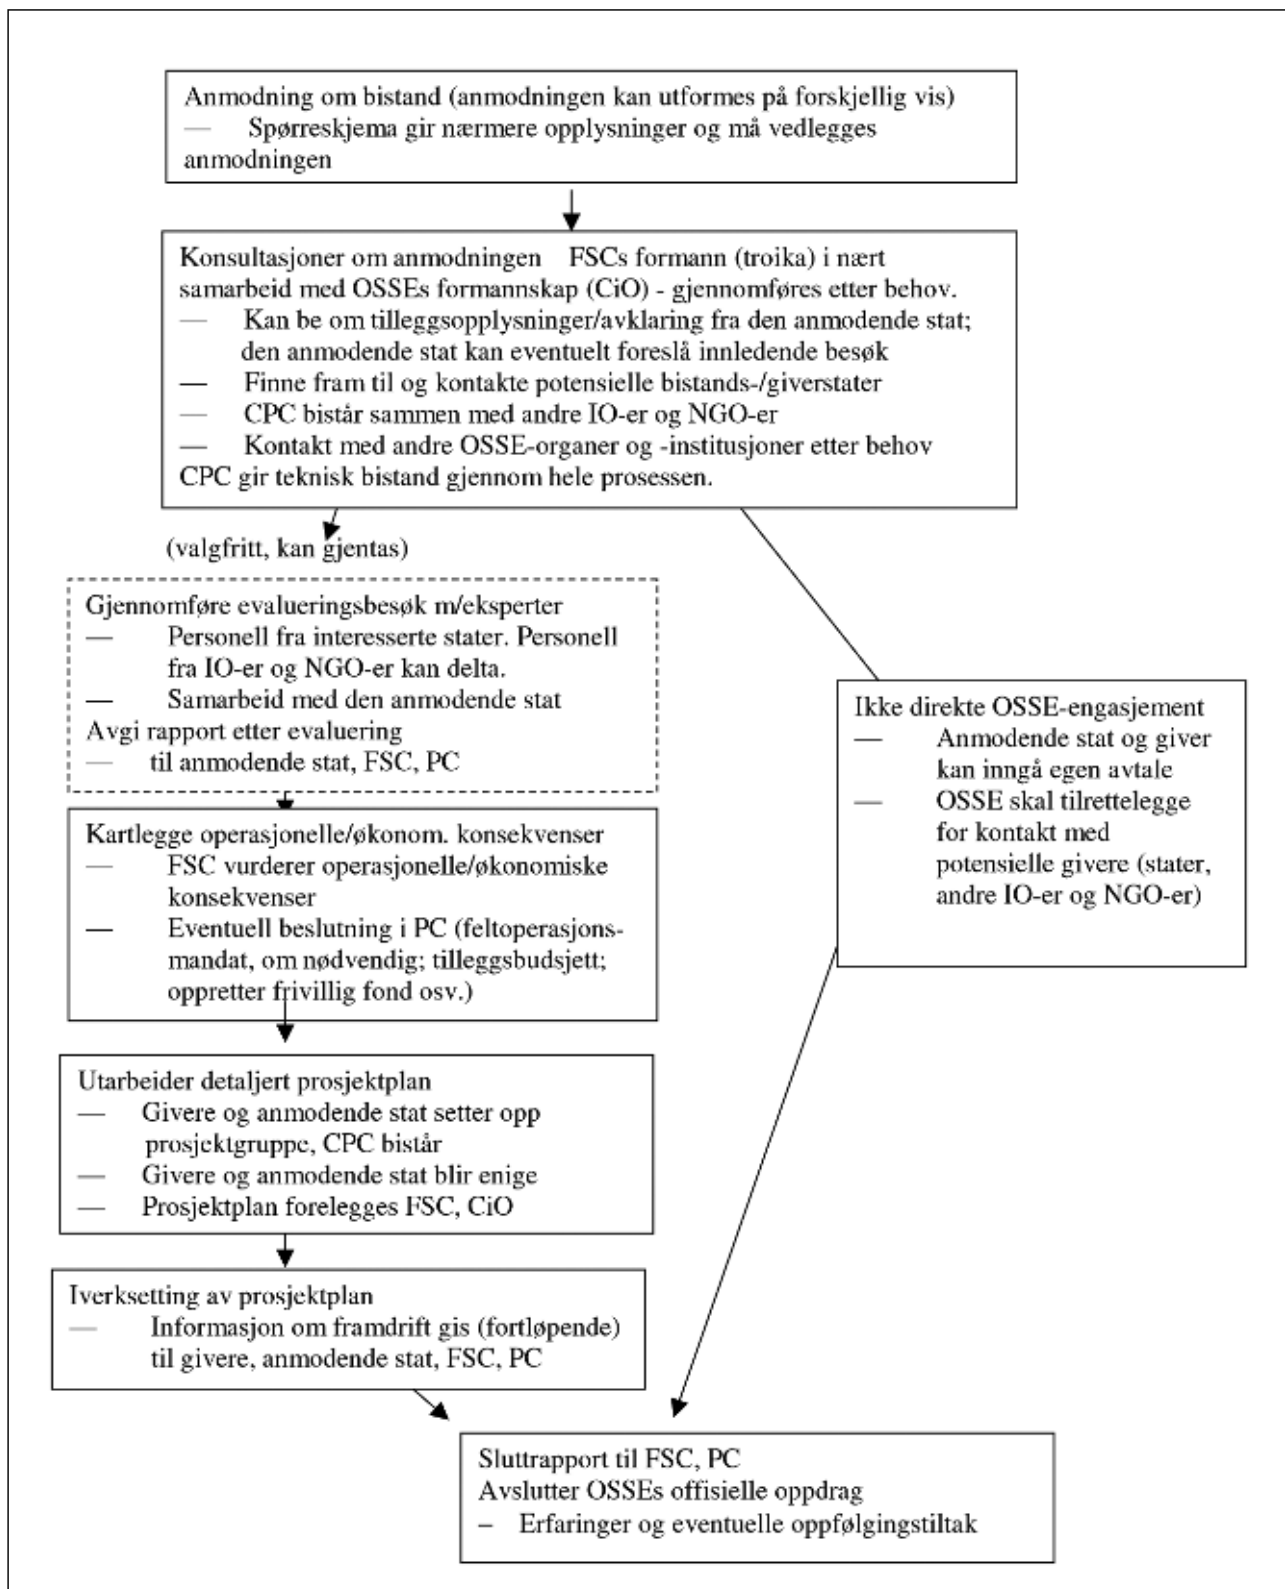 Anmodning om bistand (anmodningen kan utformes på forskjellig vis)
— Spørreskjema gir nærmere opplysninger og må vedlegges
anmodningen
Konsultasjoner om anmodningen FSCs formann (troika) i nært
samarbeid med OSSEs formannskap (CiO) - gjennomføres etter behov.
— Kan be om tilleggsopplysninger/avklaring fra den anmodende stat;
den anmodende stat kan eventuelt foreslå innledende besøk
— Finne fram til og kontakte potensielle bistands-/giverstater
— CPC bistår sammen med andre IO-er og NGO-er
— Kontakt med andre OSSE-organer og -institusjoner etter behov
CPC gir teknisk bistand gjennom hele prosessen.
(valgfritt, kan gjentas)
Gjennomføre evalueringsbesøk m/eksperter
— Personell fra interesserte stater. Personell
fra IO-er og NGO-er kan delta.
— Samarbeid med den anmodende stat
Avgi rapport etter evaluering
— til anmodende stat, FSC, PC
Ikke direkte OSSE-engasjement
— Anmodende stat og giver
kan inngå egen avtale
— OSSE skal tilrettelegge
for kontakt med
potensielle givere (stater,
andre IO-er og NGO-er)
Kartlegge operasjonelle/økonom. konsekvenser
— FSC vurderer operasjonelle/økonomiske
konsekvenser
— Eventuell beslutning i PC (feltoperasjons-
mandat, om nødvendig; tilleggsbudsjett;
oppretter frivillig fond osv.)
Utarbeider detaljert prosjektplan
— Givere og anmodende stat setter opp
prosjektgruppe, CPC bistår
— Givere og anmodende stat blir enige
— Prosjektplan forelegges FSC, CiO
Iverksetting av prosjektplan
— Informasjon om framdrift gis (fortløpende)
til givere, anmodende stat, FSC, PC
Sluttrapport til FSC, PC
Avslutter OSSEs offisielle oppdrag
– Erfaringer og eventuelle oppfølgingstiltak